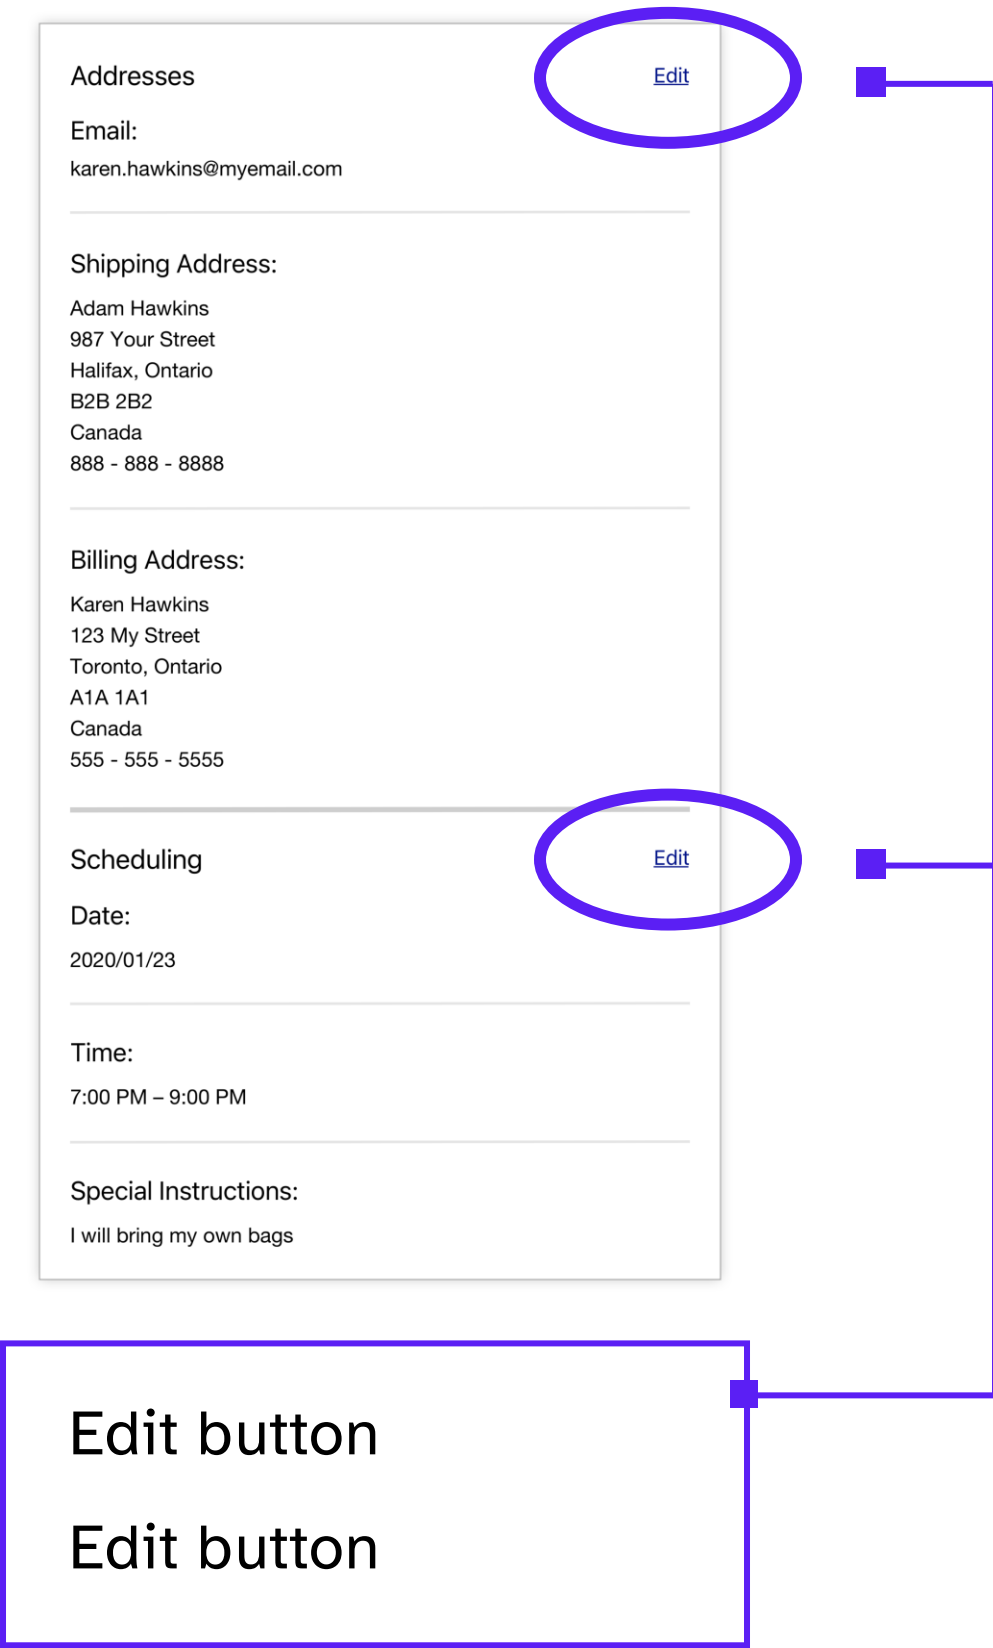 Addresses Edit
Email:
karen.hawkins@myemail.com
Shipping Address:
Adam Hawkins
987 Your Street
Halifax, Ontario
B2B 2B2
Canada
888 - 888 - 8888
Billing Address:
Karen Hawkins
123 My Street
Toronto, Ontario
A1A 1A1
Canada
555 - 555 - 5555
Scheduling Edit
Date:
2020/01/23
Time:
7:00 PM – 9:00 PM
Special Instructions:
I will bring my own bags
Edit button
Edit button